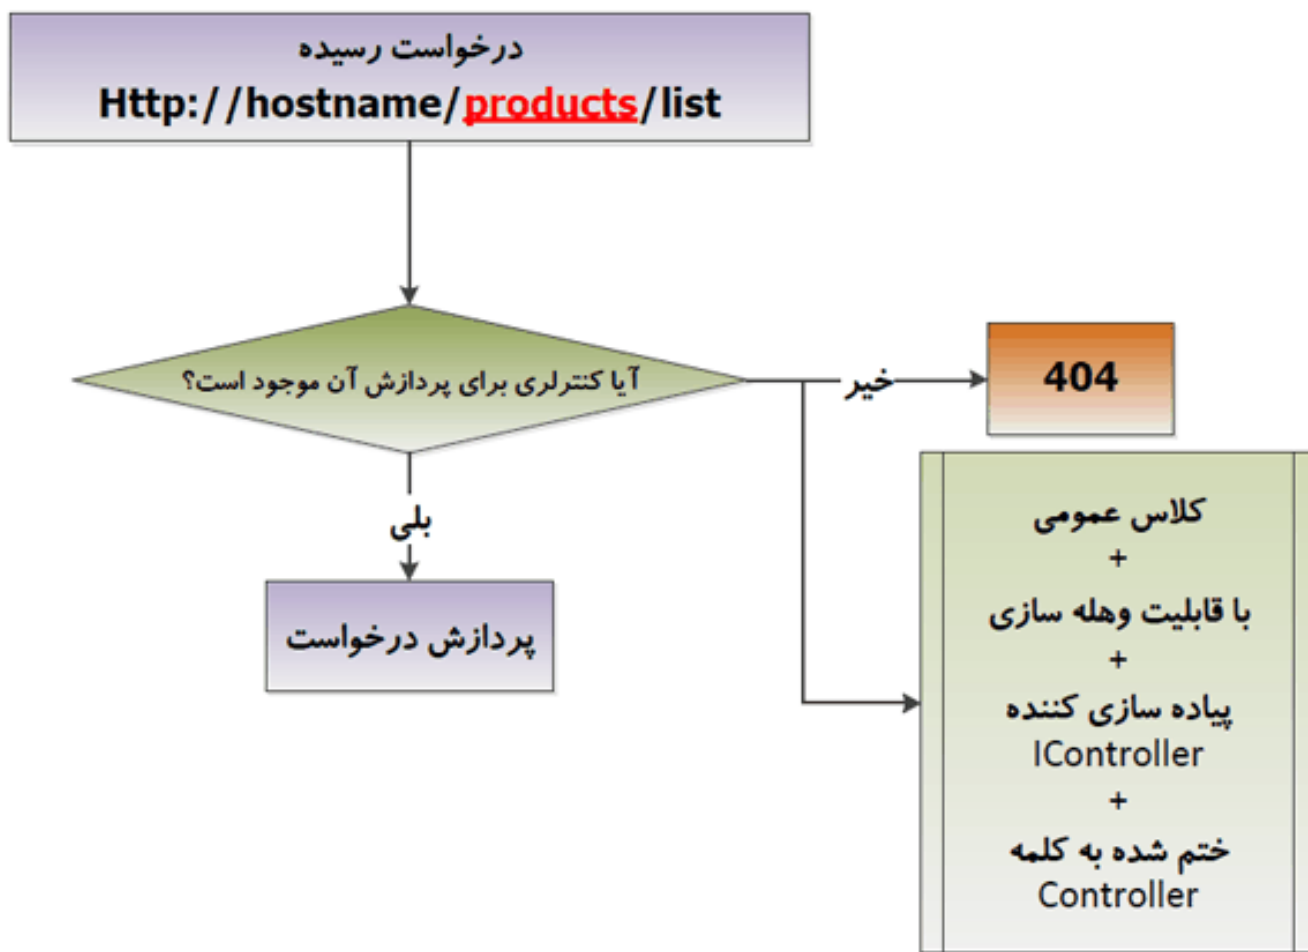 درخواست رسیده
Http://hostname/products/list
آیا کنترلری برای پردازش آن موجود است؟
خیر
404
بلی
پردازش درخواست
کلاس عمومی
+
با قابلیت وهله سازی
+
پیاده سازی کننده
IController
+
ختم شده به کلمه
Controller